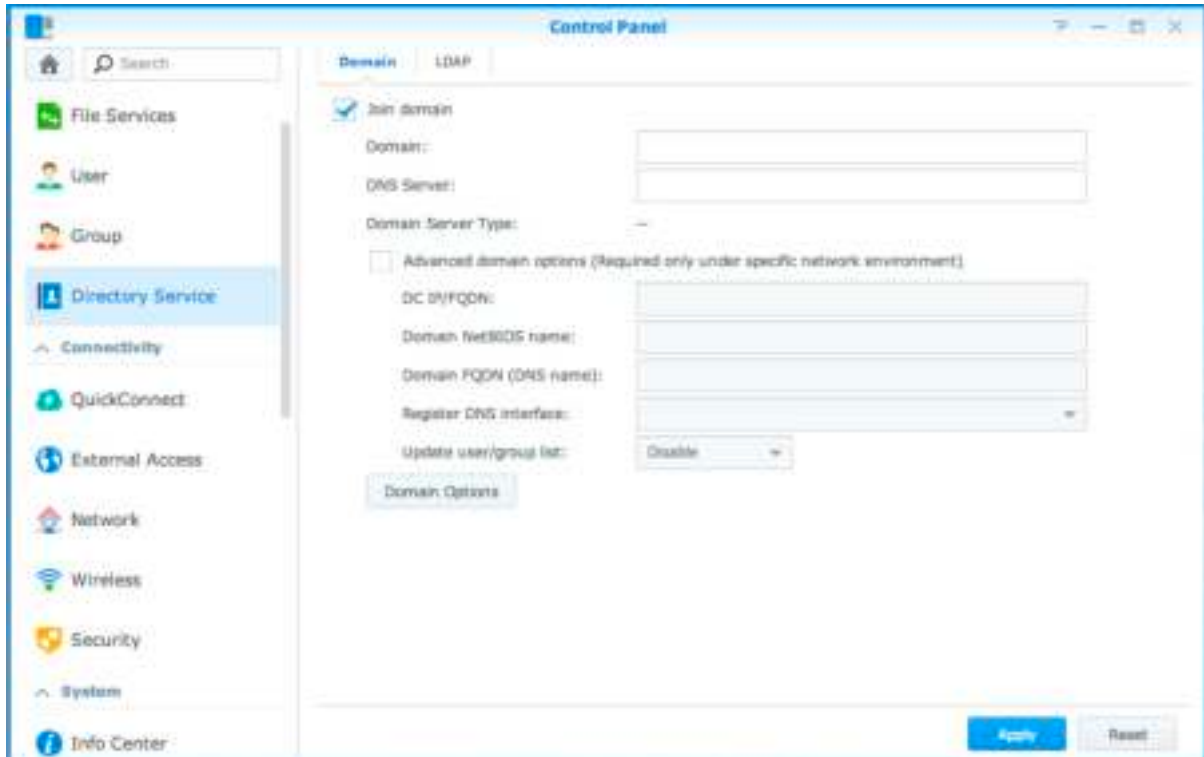 Control Panel
Search
File Services
User
Group
Directory Service
Connectivity
QuickConnect
External Access
Network
Wireless
Security
System
Info Center
Domain LDAP
Join domain
Domain:
DNS Server:
Domain Server Type: --
Advanced domain options (Required only under specific network environment)
DC IP/FQDN:
Domain NetBIOS name:
Domain FQDN (DNS name):
Register DNS interface:
Update user/group list: Disable
Domain Options
Apply Reset